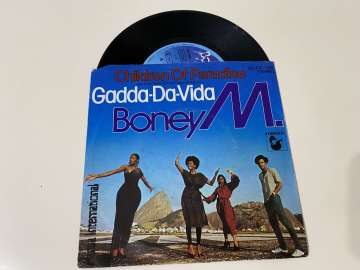 Children Of Paradise
Gadda-Da-Vida
Boney M.
international